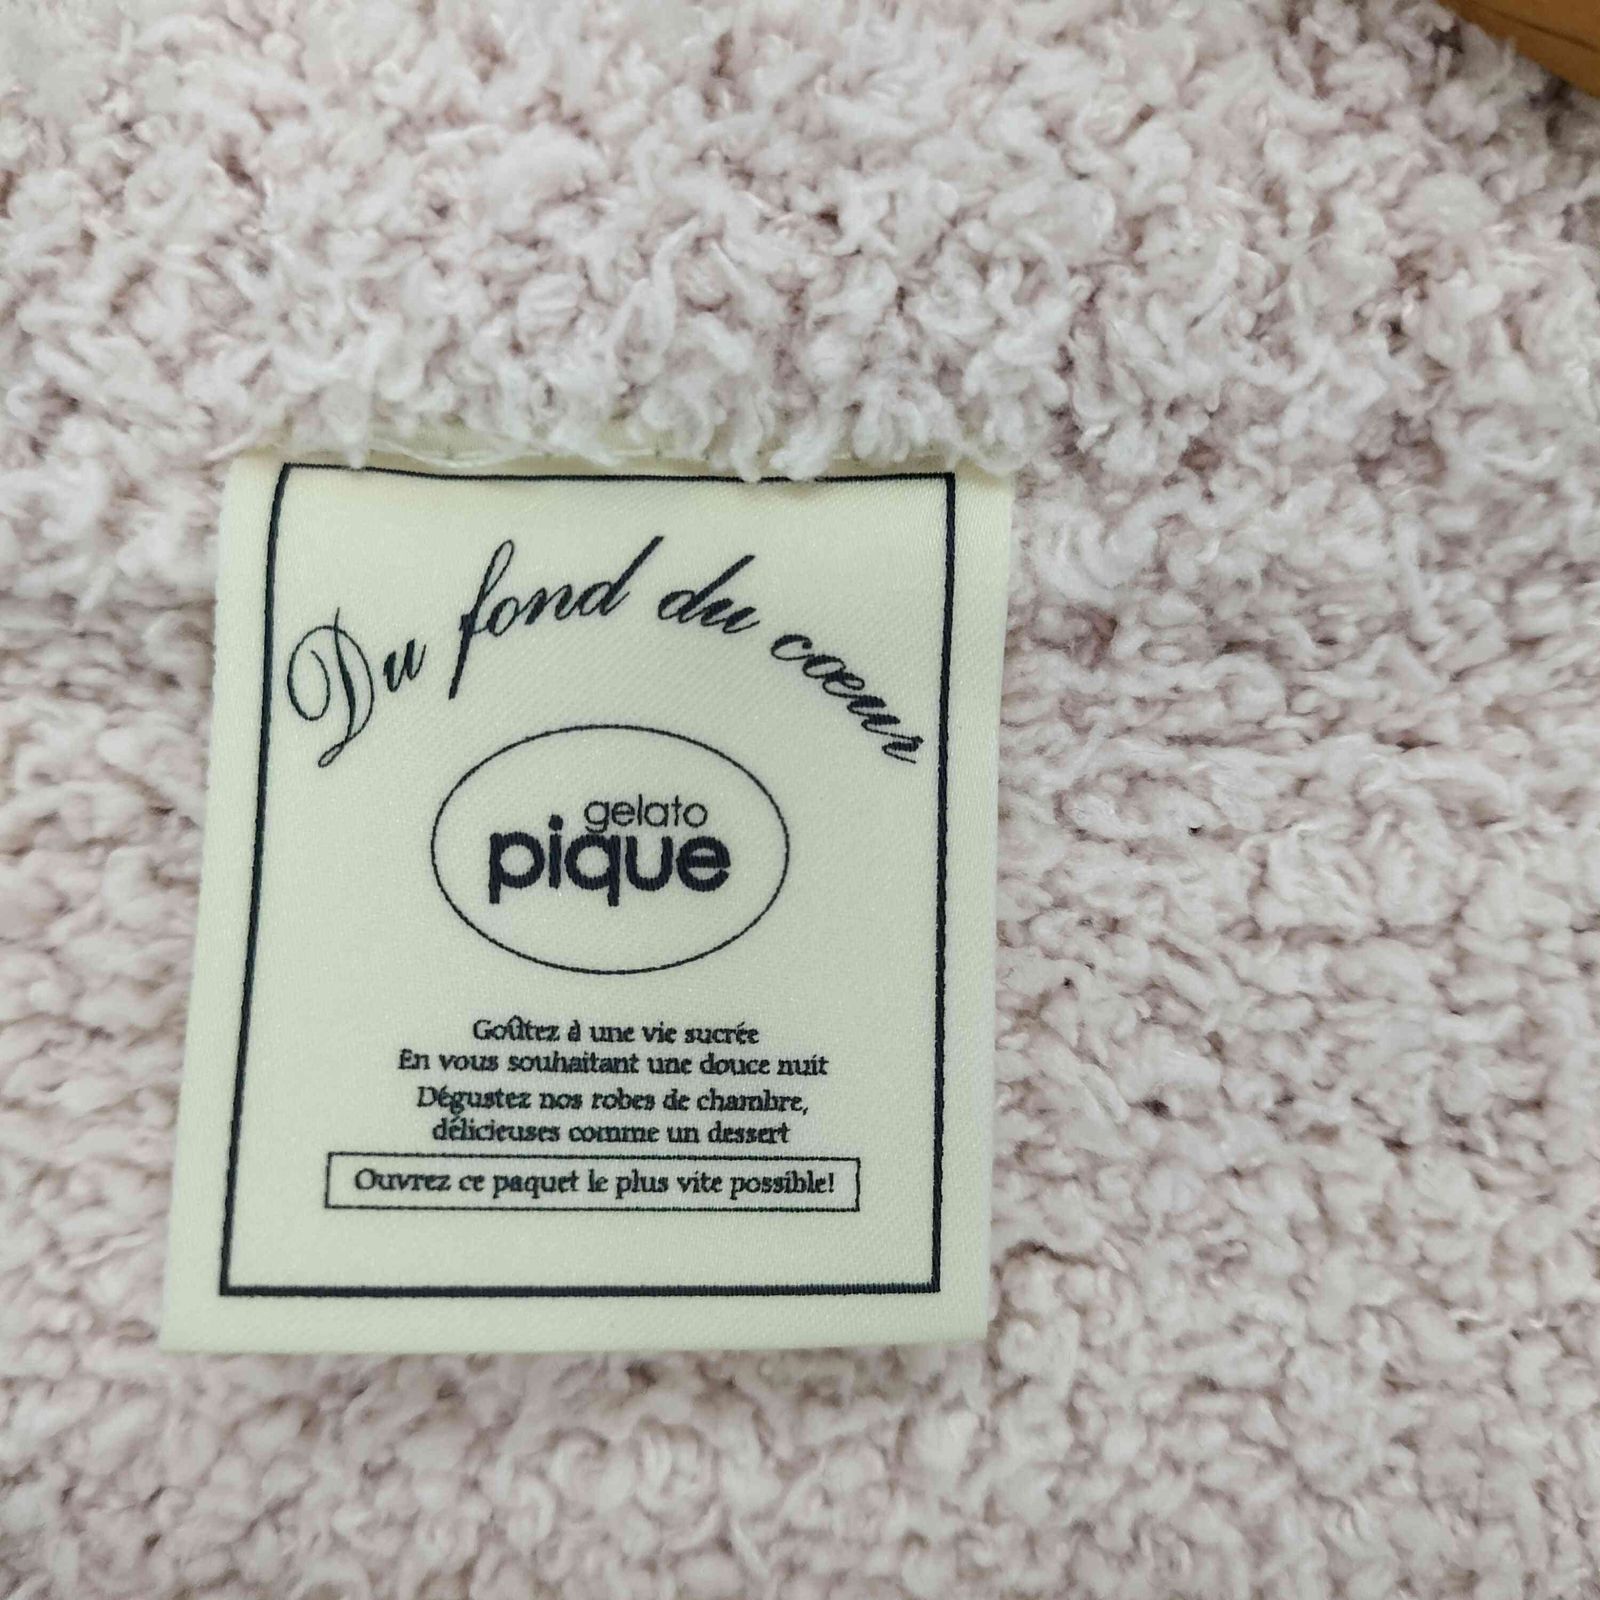 Du fond du cœur
gelato
pique
Goûtez à une vie sucrée
En vous souhaitant une douce nuit
Dégustez nos robes de chambre,
délicieuses comme un dessert
Ouvrez ce paquet le plus vite possible!